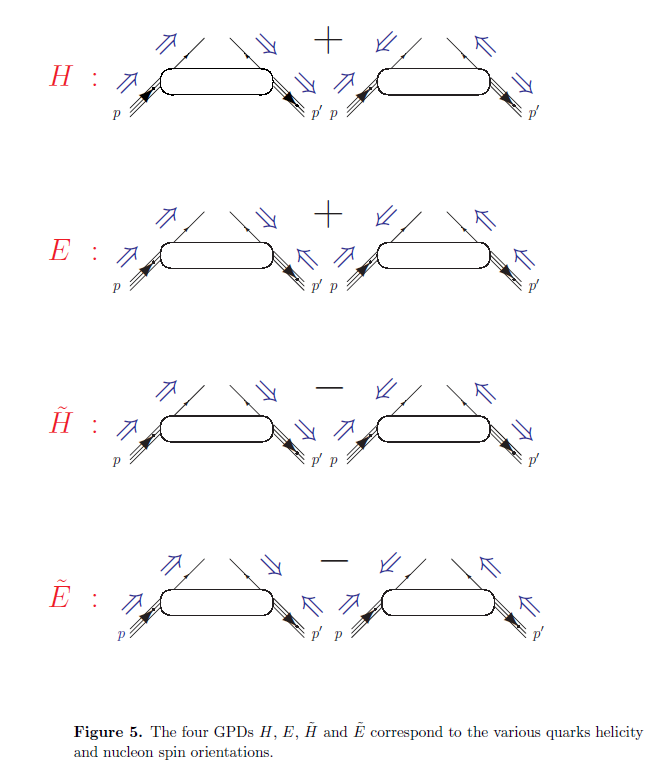 H : + 
p p′ p p′
E : +
p p′ p p′
H̃ : −
p p′ p p′
Ẽ : −
p p′ p p′
Figure 5. The four GPDs H, E, H̃ and Ẽ correspond to the various quarks helicity
and nucleon spin orientations.